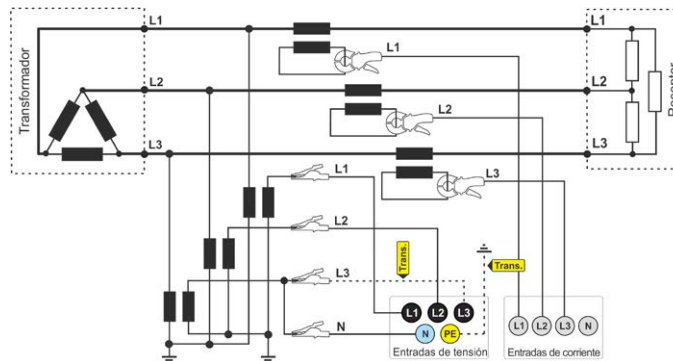 L1
L1
L1
L2
L2
L2
L3
L3
L3
Transformador
Receptor
L1
L2
L3
N
Trans.
Trans.
L1
L2
L3
N
PE
Entradas de tensión
L1
L2
L3
N
Entradas de corriente